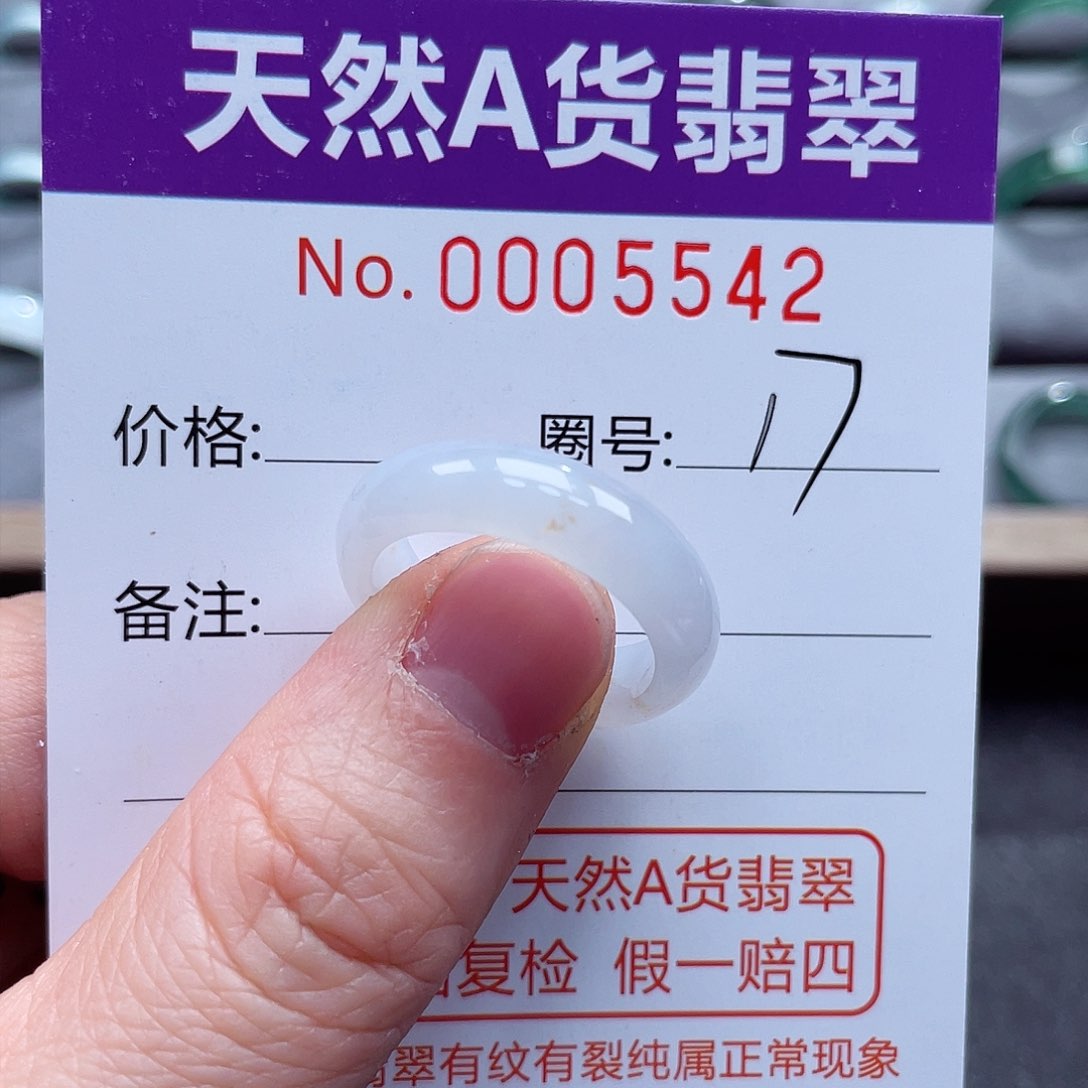 天然A货翡翠
No. 0005542
价格: 圈号: 17
备注:
天然A货翡翠
复检 假一赔四
翠有纹有裂纯属正常现象